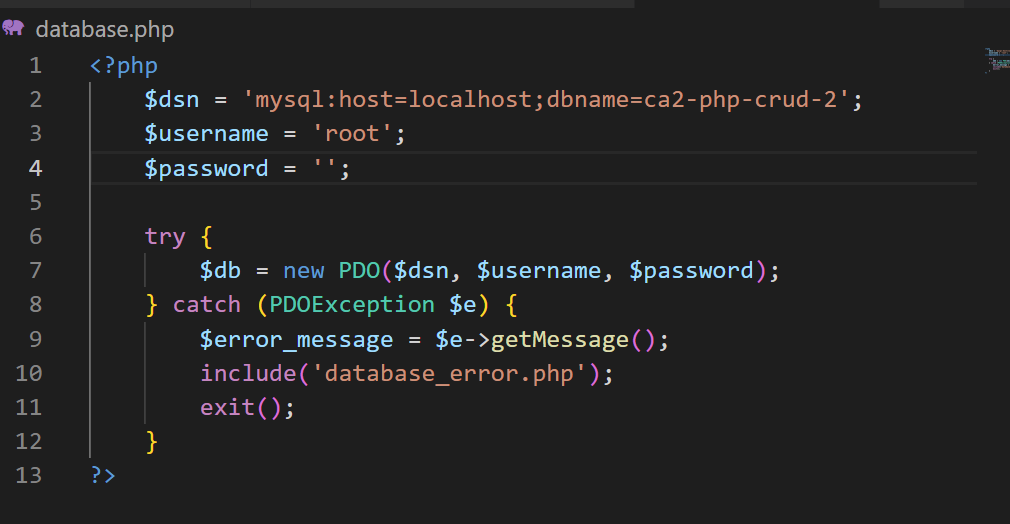 database.php
1 <?php
2 $dsn = 'mysql:host=localhost;dbname=ca2-php-crud-2';
3 $username = 'root';
4 $password = '';
5
6 try {
7 $db = new PDO($dsn, $username, $password);
8 } catch (PDOException $e) {
9 $error_message = $e->getMessage();
10 include('database_error.php');
11 exit();
12 }
13 ?>